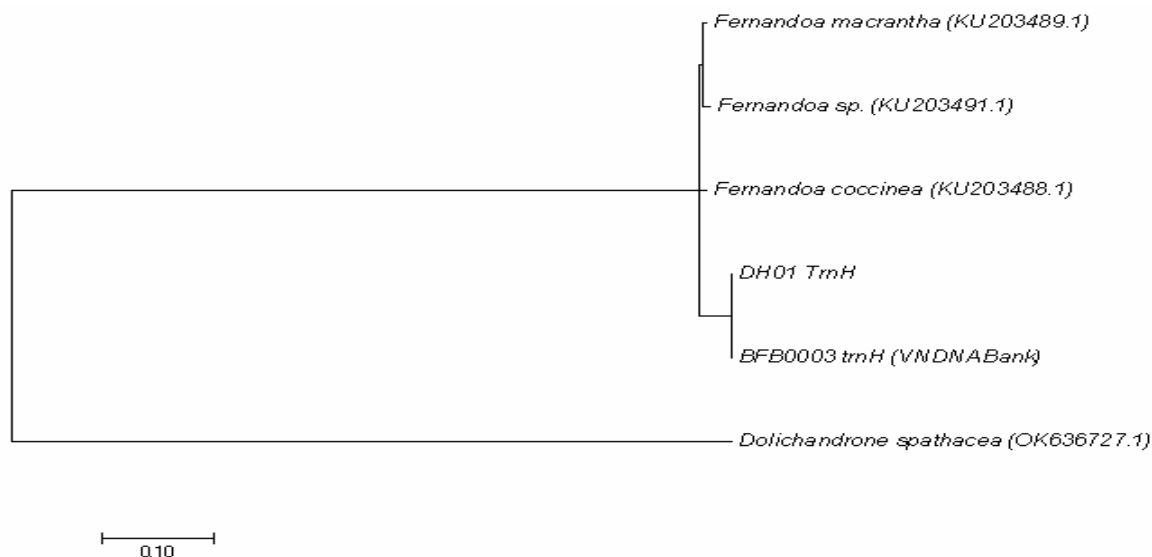 Fernandoa macrantha (KU203489.1)
Fernandoa sp. (KU203491.1)
Fernandoa coccinea (KU203488.1)
DH01 TrnH
BFB0003 trnH (VNDNABank)
Dolichandrone spathacea (OK636727.1)
0.10